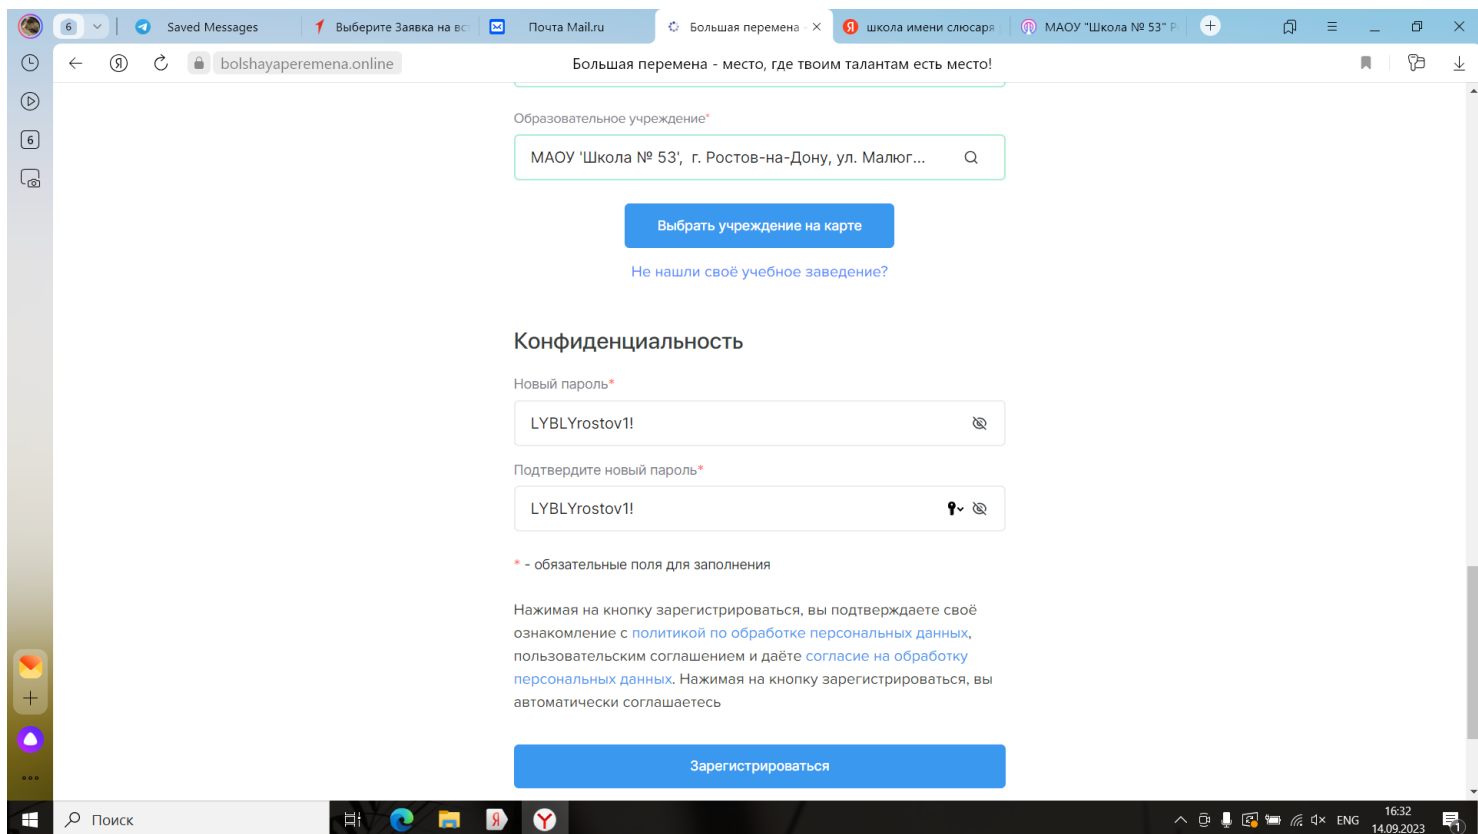 6
Saved Messages
Выберите Заявка на вс
Почта Mail.ru
Большая перемена -
школа имени слюсаря
МАОУ "Школа № 53" Р
bolshayaperemena.online
Большая перемена - место, где твоим талантам есть место!
6
Образовательное учреждение*
МАОУ 'Школа № 53', г. Ростов-на-Дону, ул. Малюг...
Выбрать учреждение на карте
Не нашли своё учебное заведение?
Конфиденциальность
Новый пароль*
LYBLYrostov1!
Подтвердите новый пароль*
LYBLYrostov1!
* - обязательные поля для заполнения
Нажимая на кнопку зарегистрироваться, вы подтверждаете своё
ознакомление с политикой по обработке персональных данных,
пользовательским соглашением и даёте согласие на обработку
персональных данных. Нажимая на кнопку зарегистрироваться, вы
автоматически соглашаетесь
Зарегистрироваться
Поиск
Я
ENG
16:32
14.09.2023
1